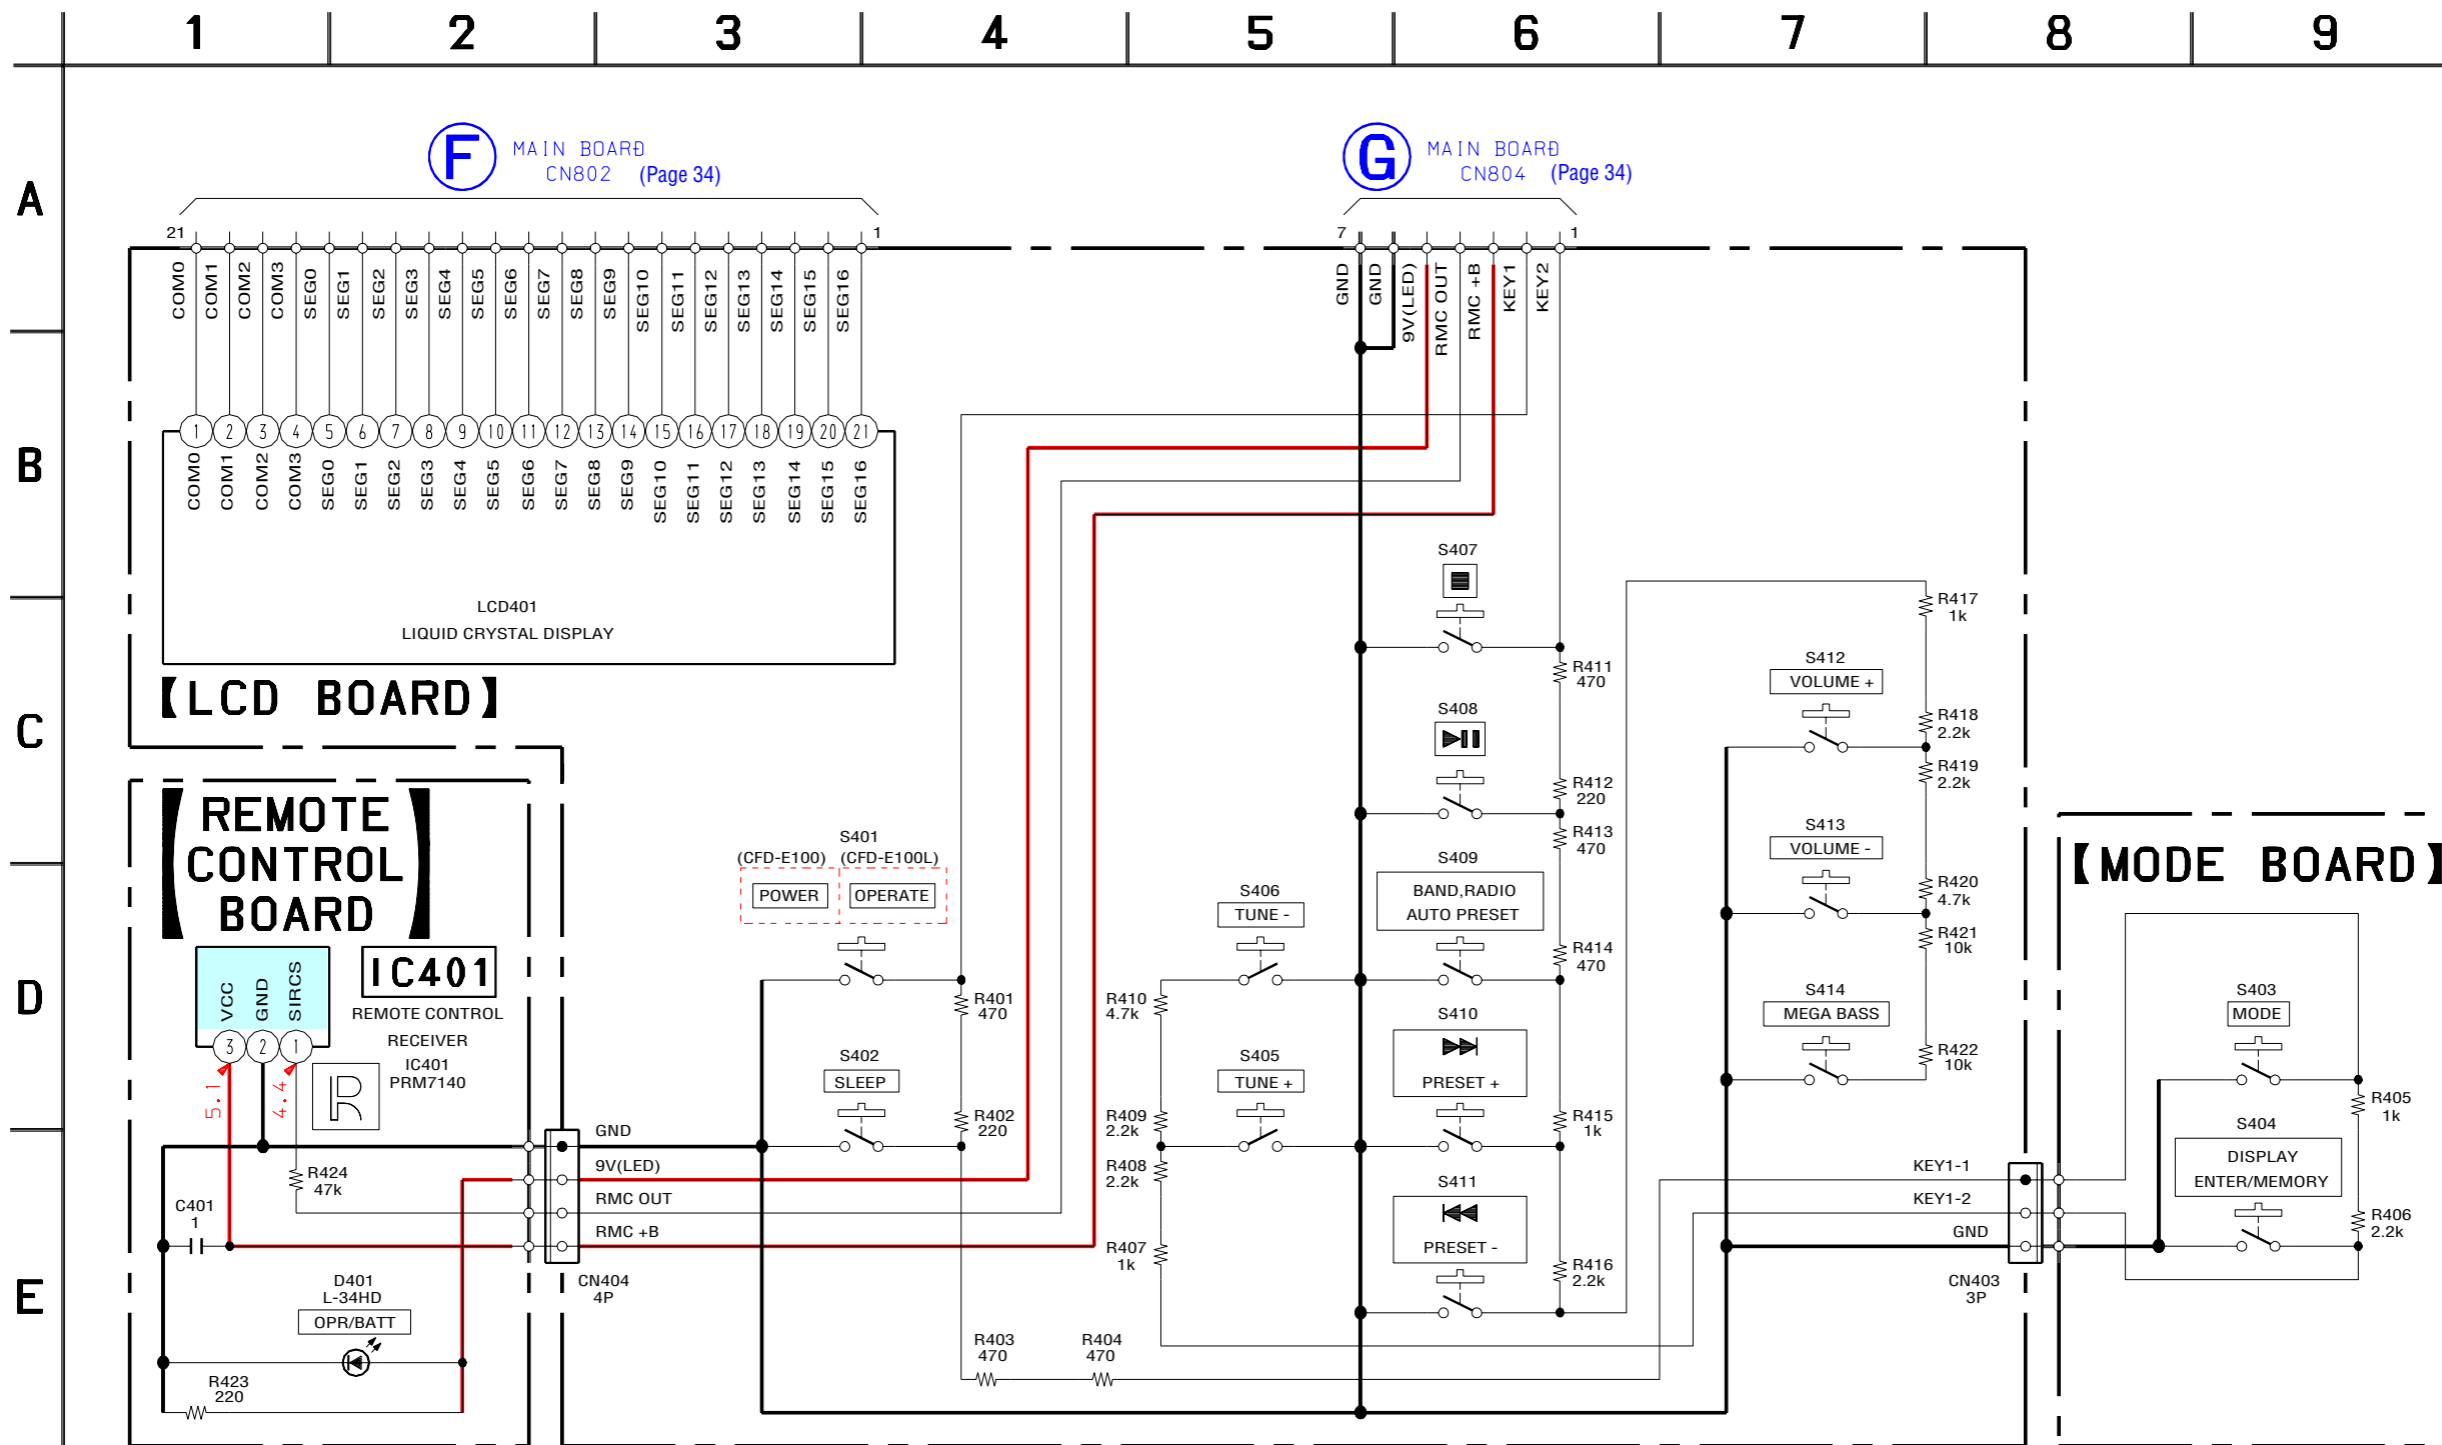 1 2 3 4 5 6 7 8 9
A
B
C
D
E
F
MAIN BOARD
CN802 (Page 34)
G
MAIN BOARD
CN804 (Page 34)
21 1
COM0 COM1 COM2 COM3 SEG0 SEG1 SEG2 SEG3 SEG4 SEG5 SEG6 SEG7 SEG8 SEG9 SEG10 SEG11 SEG12 SEG13 SEG14 SEG15 SEG16
1 2 3 4 5 6 7 8 9 10 11 12 13 14 15 16 17 18 19 20 21
COM0 COM1 COM2 COM3 SEG0 SEG1 SEG2 SEG3 SEG4 SEG5 SEG6 SEG7 SEG8 SEG9 SEG10 SEG11 SEG12 SEG13 SEG14 SEG15 SEG16
LCD401
LIQUID CRYSTAL DISPLAY
【LCD BOARD】
7 1
GND GND 9V(LED) RMC OUT RMC +B KEY1 KEY2
【REMOTE
CONTROL
BOARD】
VCC GND SIRCS
3 2 1
IC401
REMOTE CONTROL
RECEIVER
IC401
PRM7140
R
5.1
4.4
R424
47k
C401
1
D401
L-34HD
OPR/BATT
R423
220
GND
9V(LED)
RMC OUT
RMC +B
CN404
4P
S401
(CFD-E100) (CFD-E100L)
POWER OPERATE
R401
470
S402
SLEEP
R402
220
R403
470
R404
470
S406
TUNE -
R410
4.7k
S405
TUNE +
R409
2.2k
R408
2.2k
R407
1k
S407
R411
470
S408
R412
220
R413
470
S409
BAND,RADIO
AUTO PRESET
R414
470
S410
PRESET +
R415
1k
S411
PRESET -
R416
2.2k
R417
1k
S412
VOLUME +
R418
2.2k
R419
2.2k
S413
VOLUME -
R420
4.7k
R421
10k
S414
MEGA BASS
R422
10k
KEY1-1
KEY1-2
GND
CN403
3P
【MODE BOARD】
S403
MODE
R405
1k
S404
DISPLAY
ENTER/MEMORY
R406
2.2k